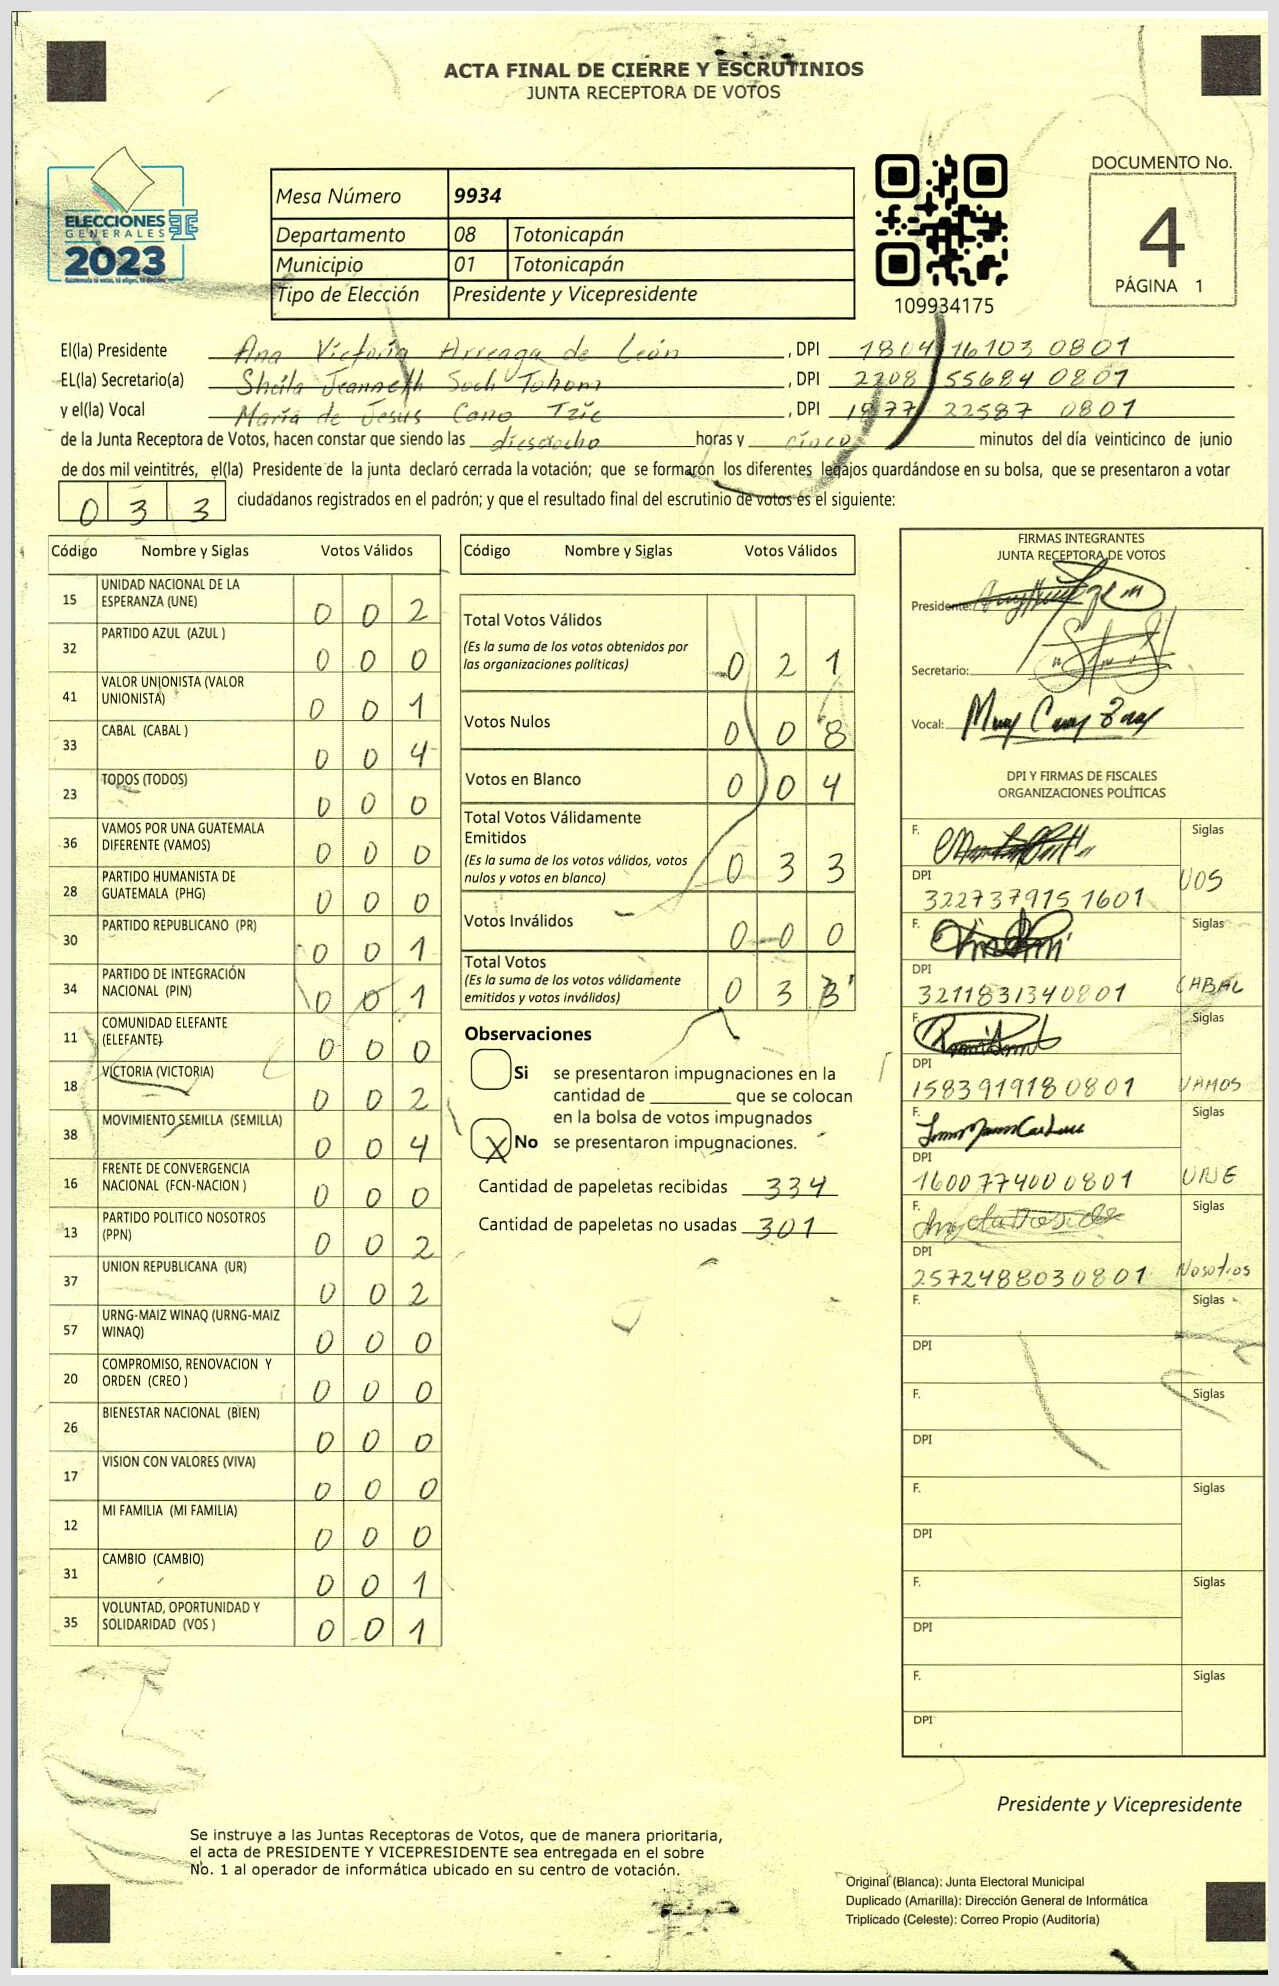 ACTA FINAL DE CIERRE Y ESCRUTINIOS
JUNTA RECEPTORA DE VOTOS
ELECCIONES
GENERALES
2023
Mesa Número 9934
Departamento 08 Totonicapán
Municipio 01 Totonicapán
Tipo de Elección Presidente y Vicepresidente
109934175
DOCUMENTO No.
4
PÁGINA 1
El(la) Presidente Ana Victoria Arreaga de León , DPI 1804 16103 0801
EL(la) Secretario(a) Sheila Jeanneth Soch Tohom , DPI 2208 55684 0801
y el(la) Vocal María de Jesus Cano Tzic , DPI 1877 22587 0801
de la Junta Receptora de Votos, hacen constar que siendo las diesdocho horas y cinco minutos del día veinticinco de junio
de dos mil veintitrés, el(la) Presidente de la junta declaró cerrada la votación; que se formarón los diferentes legajos quardándose en su bolsa, que se presentaron a votar
033 ciudadanos registrados en el padrón; y que el resultado final del escrutinio de votos es el siguiente:
Código Nombre y Siglas Votos Válidos
15 UNIDAD NACIONAL DE LA
ESPERANZA (UNE) 0 0 2
32 PARTIDO AZUL (AZUL ) 0 0 0
41 VALOR UNIONISTA (VALOR
UNIONISTA) 0 0 1
33 CABAL (CABAL ) 0 0 4
23 TODOS (TODOS) 0 0 0
36 VAMOS POR UNA GUATEMALA
DIFERENTE (VAMOS) 0 0 0
28 PARTIDO HUMANISTA DE
GUATEMALA (PHG) 0 0 0
30 PARTIDO REPUBLICANO (PR) 0 0 1
34 PARTIDO DE INTEGRACIÓN
NACIONAL (PIN) 0 0 1
11 COMUNIDAD ELEFANTE
(ELEFANTE) 0 0 0
18 VICTORIA (VICTORIA) 0 0 2
38 MOVIMIENTO SEMILLA (SEMILLA) 0 0 4
16 FRENTE DE CONVERGENCIA
NACIONAL (FCN-NACION ) 0 0 0
13 PARTIDO POLITICO NOSOTROS
(PPN) 0 0 2
37 UNION REPUBLICANA (UR) 0 0 2
57 URNG-MAIZ WINAQ (URNG-MAIZ
WINAQ) 0 0 0
20 COMPROMISO, RENOVACION Y
ORDEN (CREO ) 0 0 0
26 BIENESTAR NACIONAL (BIEN) 0 0 0
17 VISION CON VALORES (VIVA) 0 0 0
12 MI FAMILIA (MI FAMILIA) 0 0 0
31 CAMBIO (CAMBIO) 0 0 1
35 VOLUNTAD, OPORTUNIDAD Y
SOLIDARIDAD (VOS ) 0 0 1
Código Nombre y Siglas Votos Válidos
Total Votos Válidos
(Es la suma de los votos obtenidos por
las organizaciones políticas) 0 2 1
Votos Nulos 0 0 8
Votos en Blanco 0 0 4
Total Votos Válidamente
Emitidos
(Es la suma de los votos válidos, votos
nulos y votos en blanco) 0 3 3
Votos Inválidos 0 0 0
Total Votos
(Es la suma de los votos válidamente
emitidos y votos inválidos) 0 3 3
Observaciones
Si se presentaron impugnaciones en la
cantidad de ________ que se colocan
en la bolsa de votos impugnados
X No se presentaron impugnaciones.
Cantidad de papeletas recibidas 334
Cantidad de papeletas no usadas 301
FIRMAS INTEGRANTES
JUNTA RECEPTORA DE VOTOS
Presidente:
Secretario:
Vocal:
DPI Y FIRMAS DE FISCALES
ORGANIZACIONES POLÍTICAS
F. Siglas
DPI VOS
322737915 1601
F. Siglas
DPI CABAL
3211831340801
F. Siglas
DPI VAMOS
1583919180801
F. Siglas
DPI UNE
1600774000801
F. Siglas
DPI Nosotros
2572488030801
F. Siglas
DPI
F. Siglas
DPI
F. Siglas
DPI
F. Siglas
DPI
F. Siglas
DPI
Presidente y Vicepresidente
Se instruye a las Juntas Receptoras de Votos, que de manera prioritaria,
el acta de PRESIDENTE Y VICEPRESIDENTE sea entregada en el sobre
No. 1 al operador de informática ubicado en su centro de votación.
Original (Blanca): Junta Electoral Municipal
Duplicado (Amarilla): Dirección General de Informática
Triplicado (Celeste): Correo Propio (Auditoría)